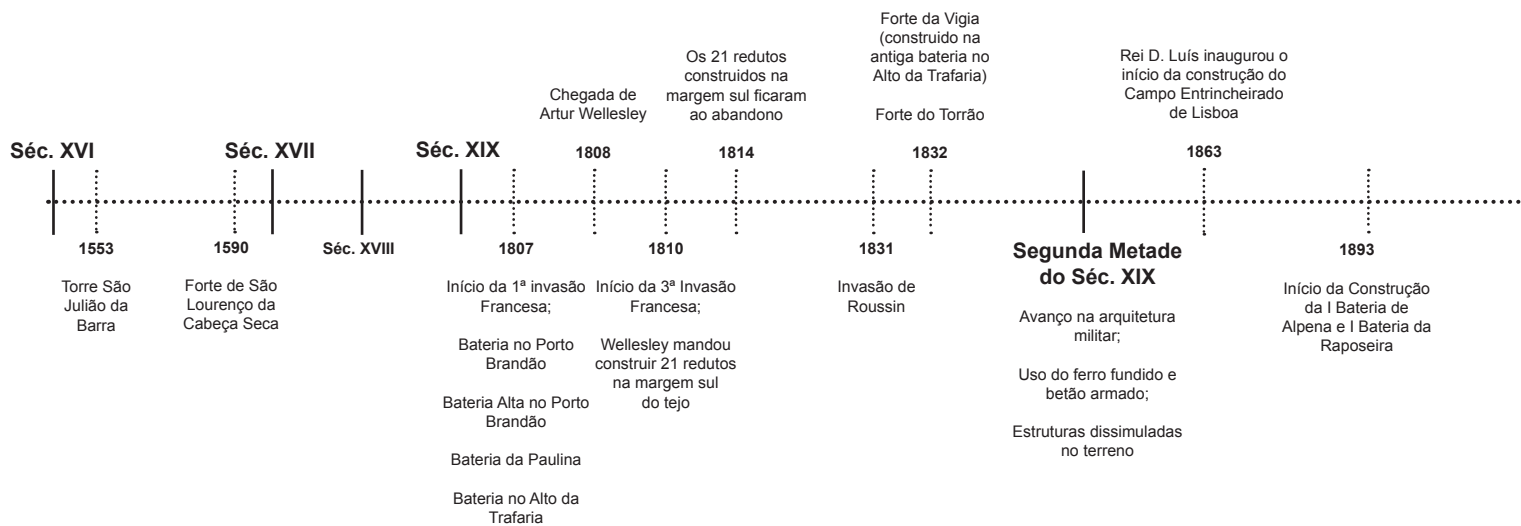 Séc. XVI
1553
Torre São
Julião da
Barra
1590
Forte de São
Lourenço da
Cabeça Seca
Séc. XVII
Séc. XVIII
Séc. XIX
1807
Início da 1ª invasão
Francesa;
Bateria no Porto
Brandão
Bateria Alta no Porto
Brandão
Bateria da Paulina
Bateria no Alto da
Trafaria
Chegada de
Artur Wellesley
1808
1810
Início da 3ª Invasão
Francesa;
Wellesley mandou
construir 21 redutos
na margem sul
do tejo
Os 21 redutos
construidos na
margem sul ficaram
ao abandono
1814
1831
Invasão de
Roussin
Forte da Vigia
(construido na
antiga bateria no
Alto da Trafaria)
Forte do Torrão
1832
Segunda Metade
do Séc. XIX
Avanço na arquitetura
militar;
Uso do ferro fundido e
betão armado;
Estruturas dissimuladas
no terreno
Rei D. Luís inaugurou o
início da construção do
Campo Entrincheirado
de Lisboa
1863
1893
Início da Construção
da I Bateria de
Alpena e I Bateria da
Raposeira